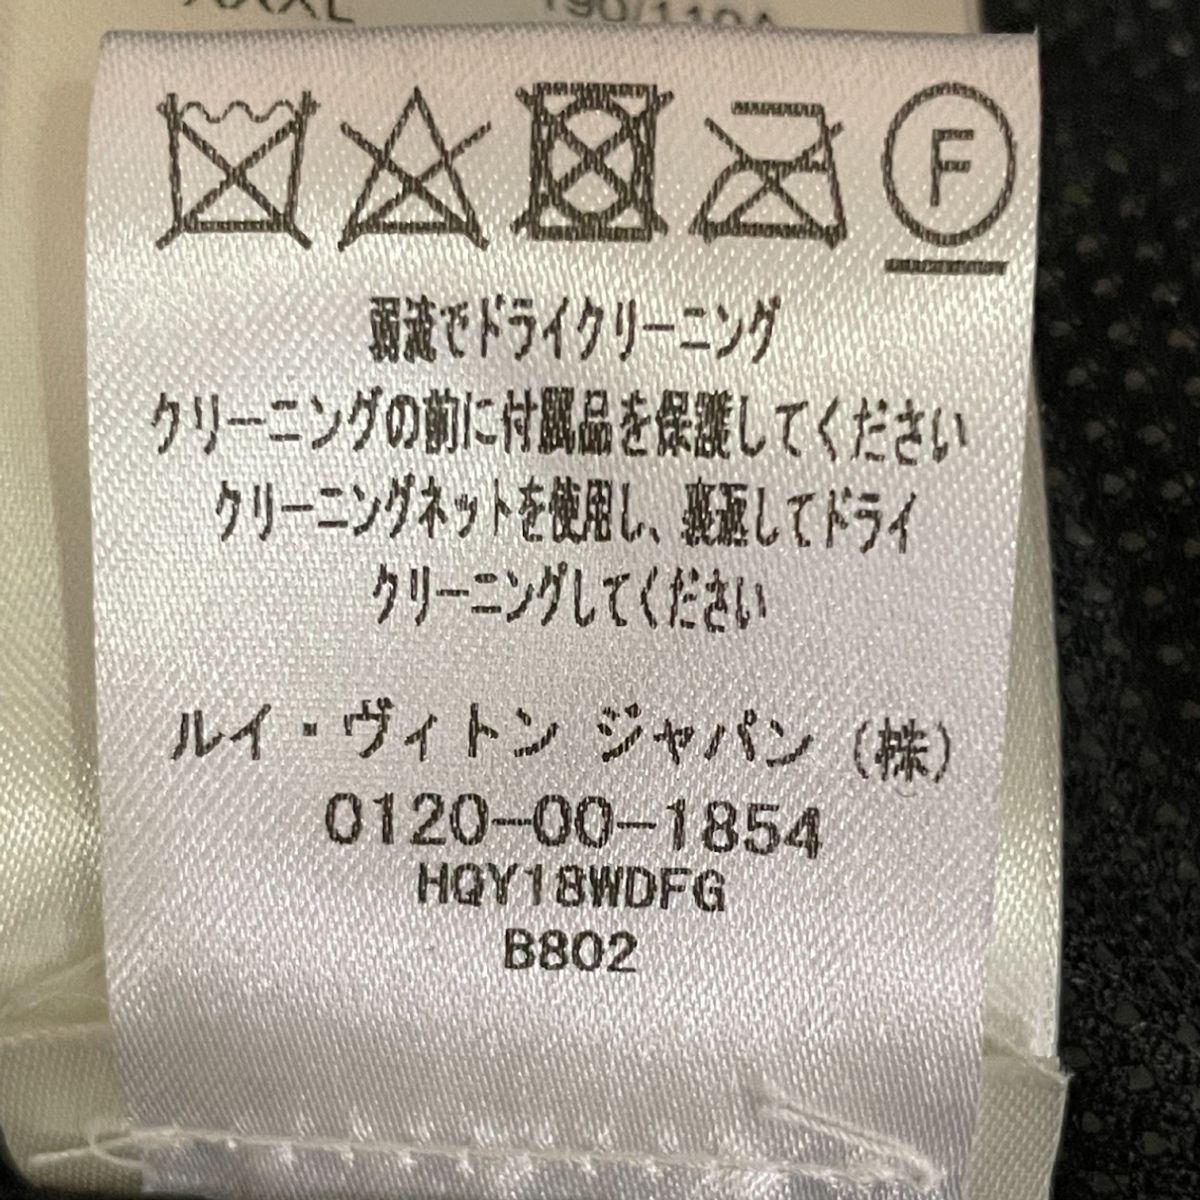 XXXL 190/110A
F
弱流でドライクリーニング
クリーニングの前に付属品を保護してください
クリーニングネットを使用し、裏返してドライ
クリーニングしてください
ルイ・ヴィトン ジャパン (株)
0120-00-1854
HQY18WDFG
B802